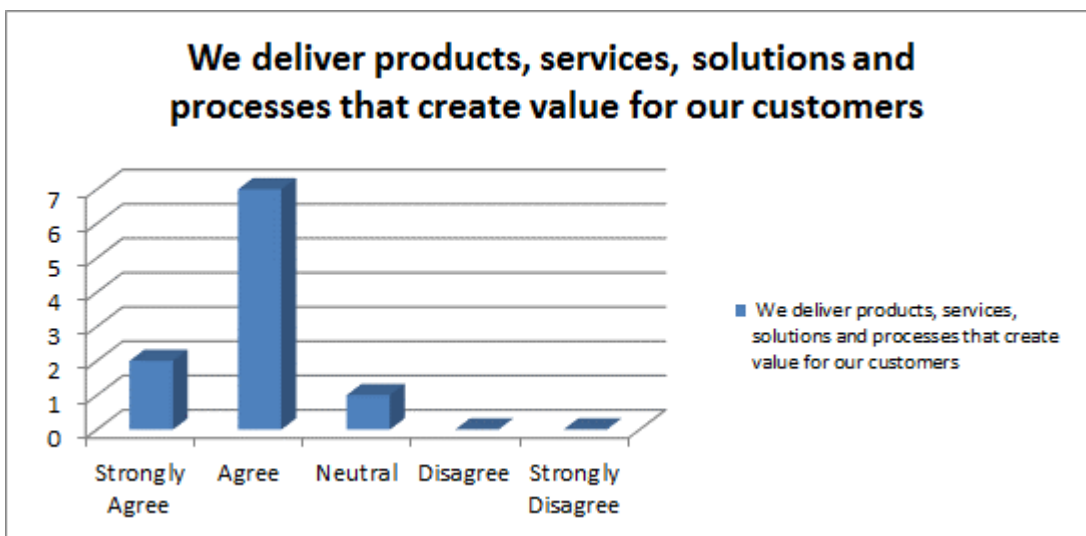 We deliver products, services, solutions and
processes that create value for our customers
7
6
5
4
3
2
1
0
Strongly Agree
Agree
Neutral
Disagree
Strongly Disagree
We deliver products, services,
solutions and processes that create
value for our customers